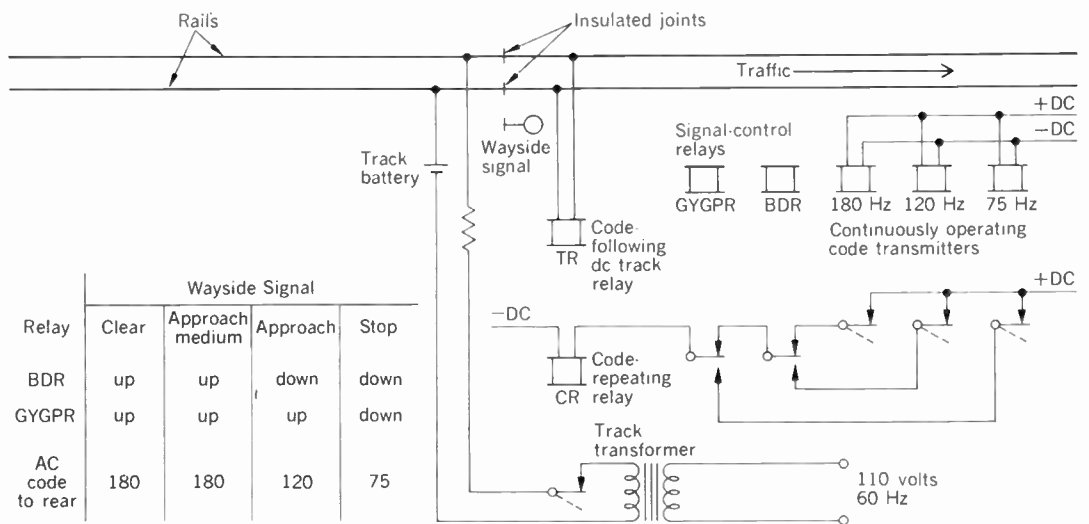 Rails
Insulated joints
Traffic
+DC
−DC
Wayside
signal
Signal-control
relays
Track
battery
GYGPR
BDR
180 Hz
120 Hz
75 Hz
Continuously operating
code transmitters
Code-
following
dc track
relay
TR
Wayside Signal
Relay
Clear
Approach
medium
Approach
Stop
BDR
up
up
down
down
GYGPR
up
up
up
down
AC
code
to rear
180
180
120
75
−DC
+DC
Code-
repeating
relay
CR
Track
transformer
110 volts
60 Hz